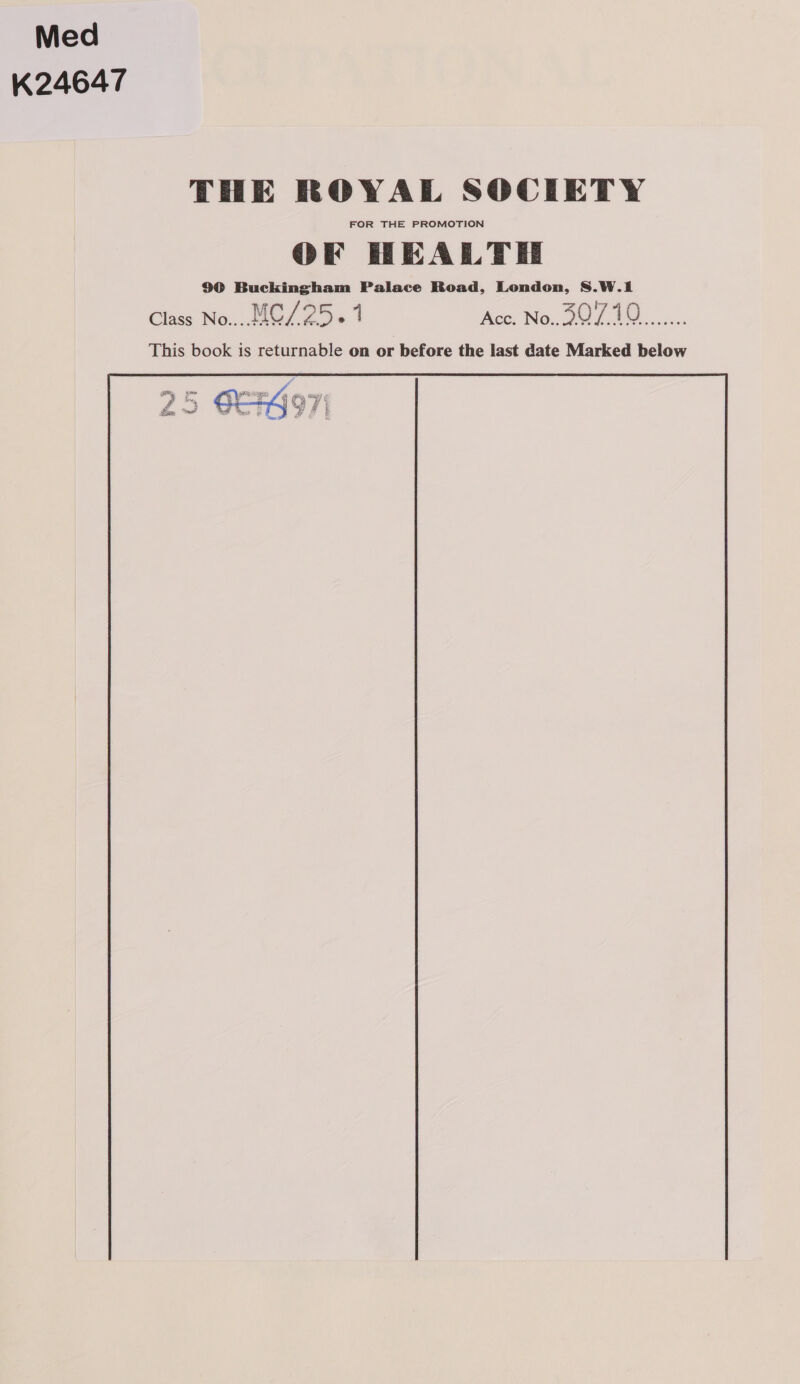 Med
K24647
THE ROYAL SOCIETY
FOR THE PROMOTION
OF HEALTH
90 Buckingham Palace Road, London, S.W.1
Class No....MC/25.1 Acc. No..30710........
This book is returnable on or before the last date Marked below
25 OCT 1971